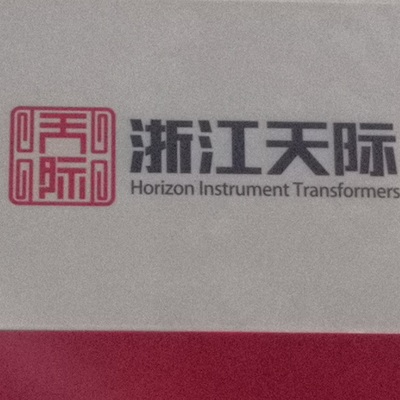 天际
浙江天际
Horizon Instrument Transformers